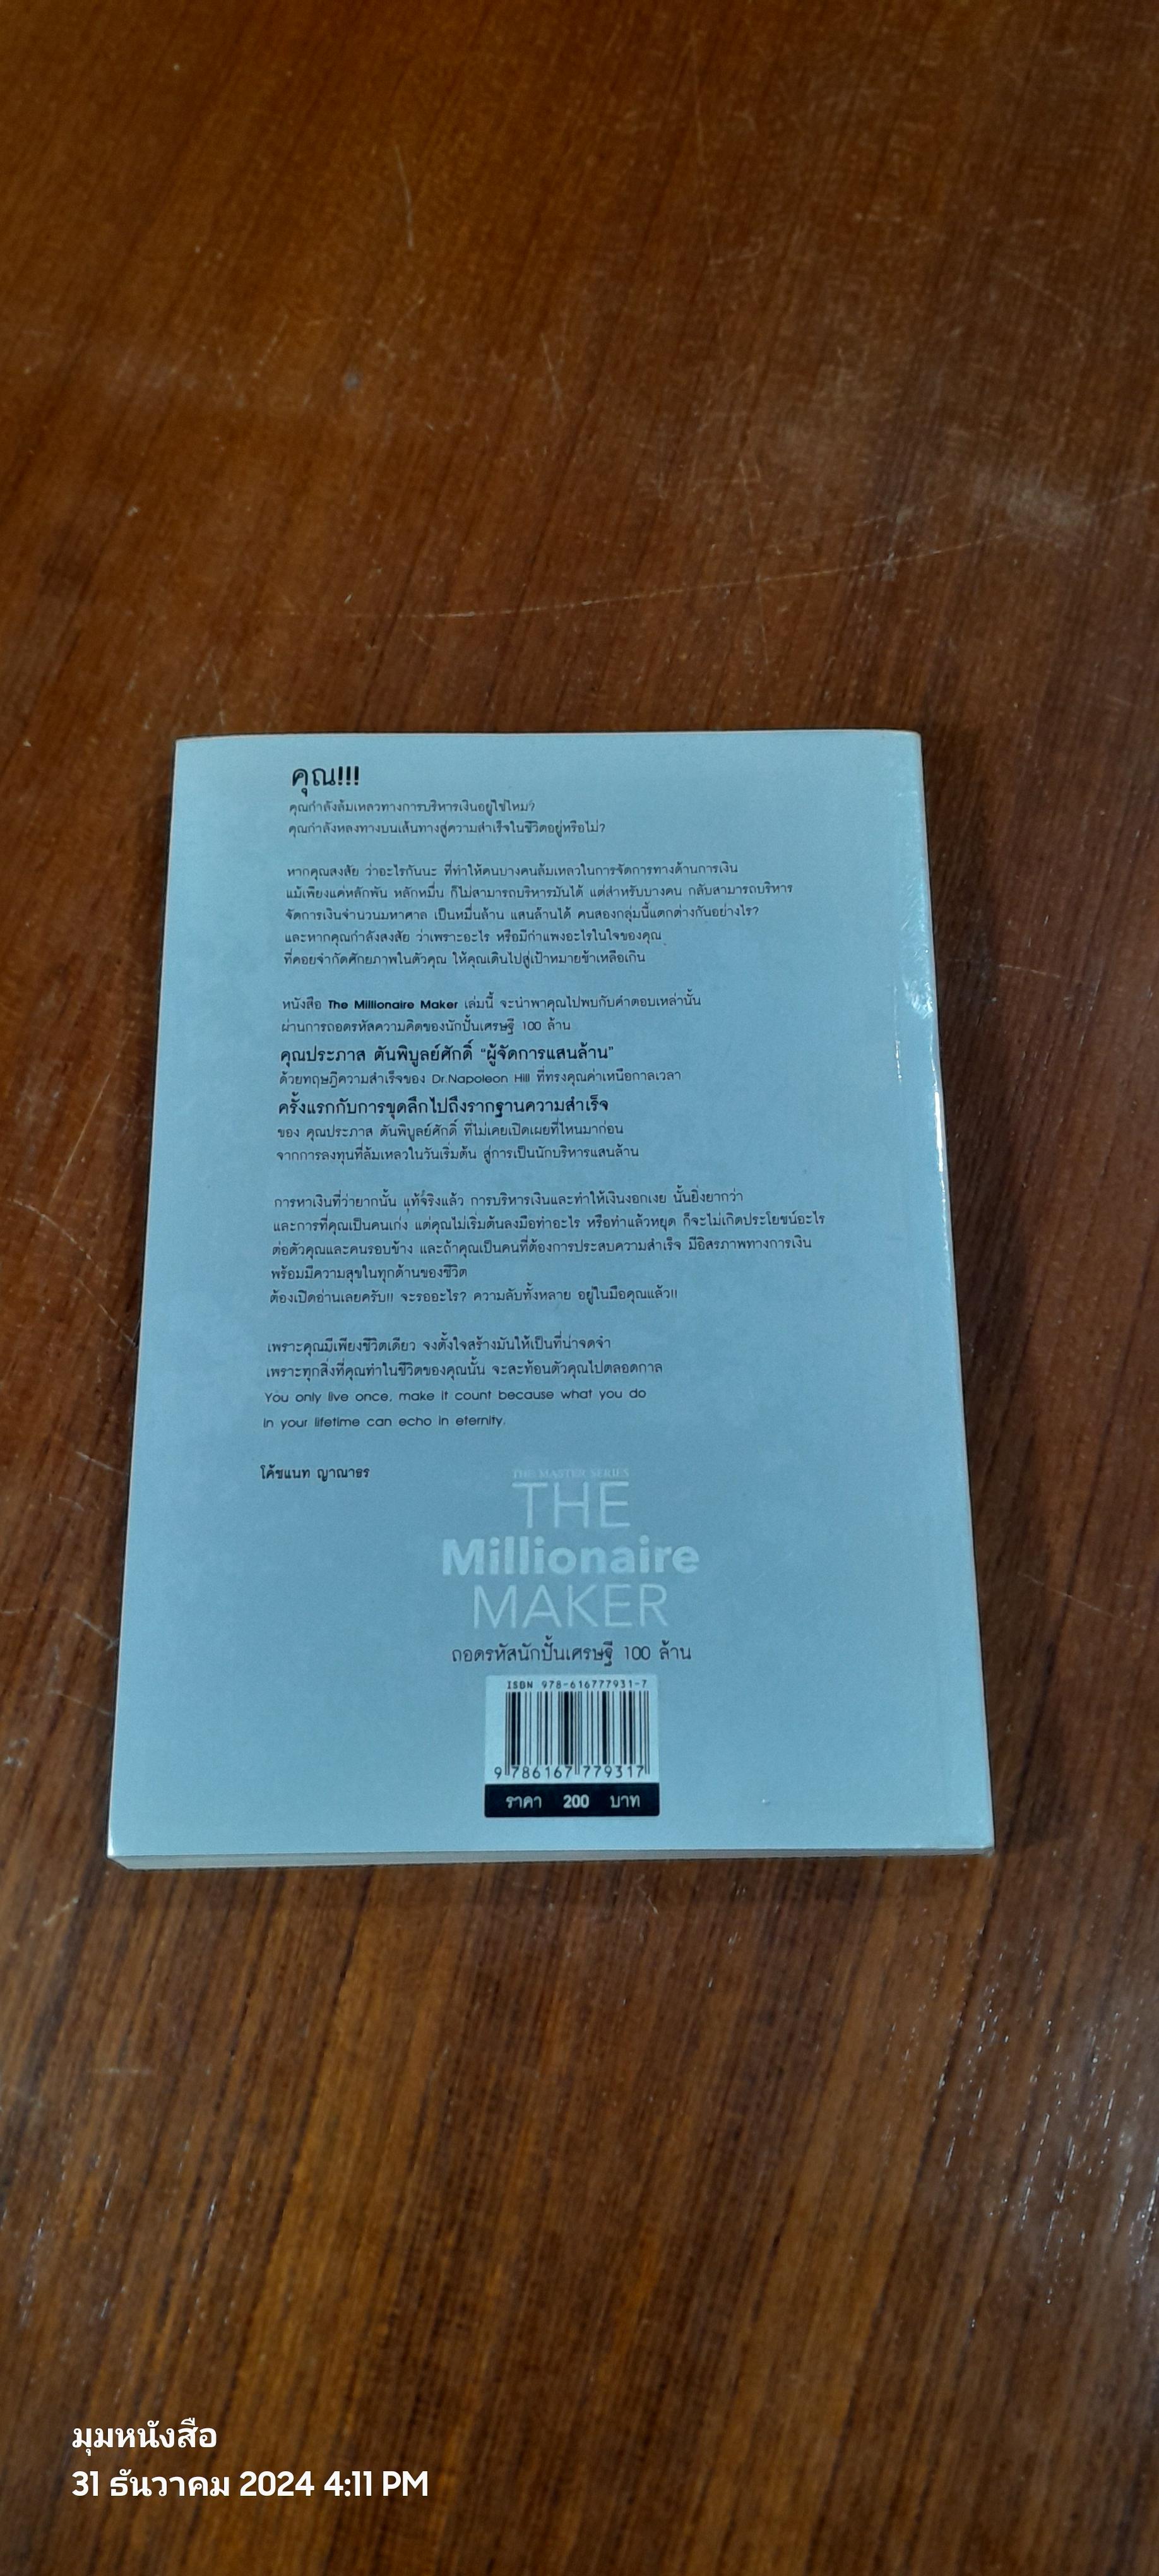 คุณ!!!
คุณกำลังล้มเหลวทางการบริหารเงินอยู่ใช่ไหม?
คุณกำลังหลงทางบนเส้นทางสู่ความสำเร็จในชีวิตอยู่หรือไม่?
หากคุณสงสัย ว่าอะไรกันนะ ที่ทำให้คนบางคนล้มเหลวในการจัดการทางด้านการเงิน
แม้เพียงแค่หลักพัน หลักหมื่น ก็ไม่สามารถบริหารมันได้ แต่สำหรับบางคน กลับสามารถบริหาร
จัดการเงินจำนวนมหาศาล เป็นหมื่นล้าน แสนล้านได้ คนสองกลุ่มนี้แตกต่างกันอย่างไร?
และหากคุณกำลังสงสัย ว่าเพราะอะไร หรือมีกำแพงอะไรในใจของคุณ
ที่คอยจำกัดศักยภาพในตัวคุณ ให้คุณเดินไปสู่เป้าหมายช้าเหลือเกิน
หนังสือ The Millionaire Maker เล่มนี้ จะนำพาคุณไปพบกับคำตอบเหล่านั้น
ผ่านการถอดรหัสความคิดของนักปั้นเศรษฐี 100 ล้าน
คุณประภาส ตันพิบูลย์ศักดิ์ “ผู้จัดการแสนล้าน”
ด้วยทฤษฎีความสำเร็จของ Dr.Napoleon Hill ที่ทรงคุณค่าเหนือกาลเวลา
ครั้งแรกกับการขุดลึกไปถึงรากฐานความสำเร็จ
ของ คุณประภาส ตันพิบูลย์ศักดิ์ ที่ไม่เคยเปิดเผยที่ไหนมาก่อน
จากการลงทุนที่ล้มเหลวในวันเริ่มต้น สู่การเป็นนักบริหารแสนล้าน
การหาเงินที่ว่ายากนั้น แท้จริงแล้ว การบริหารเงินและทำให้เงินงอกเงย นั้นยิ่งยากว่า
และการที่คุณเป็นคนเก่ง แต่คุณไม่เริ่มต้นลงมือทำอะไร หรือทำแล้วหยุด ก็จะไม่เกิดประโยชน์อะไร
ต่อตัวคุณและคนรอบข้าง และถ้าคุณเป็นคนที่ต้องการประสบความสำเร็จ มีอิสรภาพทางการเงิน
พร้อมมีความสุขในทุกด้านของชีวิต
ต้องเปิดอ่านเลยครับ!! จะรออะไร? ความลับทั้งหลาย อยู่ในมือคุณแล้ว!!
เพราะคุณมีเพียงชีวิตเดียว จงตั้งใจสร้างมันให้เป็นที่น่าจดจำ
เพราะทุกสิ่งที่คุณทำในชีวิตของคุณนั้น จะสะท้อนตัวคุณไปตลอดกาล
You only live once, make it count because what you do
in your lifetime can echo in eternity.
โค้ชแนท ญาณาธร
THE MASTER SERIES
THE
Millionaire
MAKER
ถอดรหัสนักปั้นเศรษฐี 100 ล้าน
ISBN 978-616777931-7
9 786167 779317
ราคา 200 บาท
มุมหนังสือ
31 ธันวาคม 2024 4:11 PM